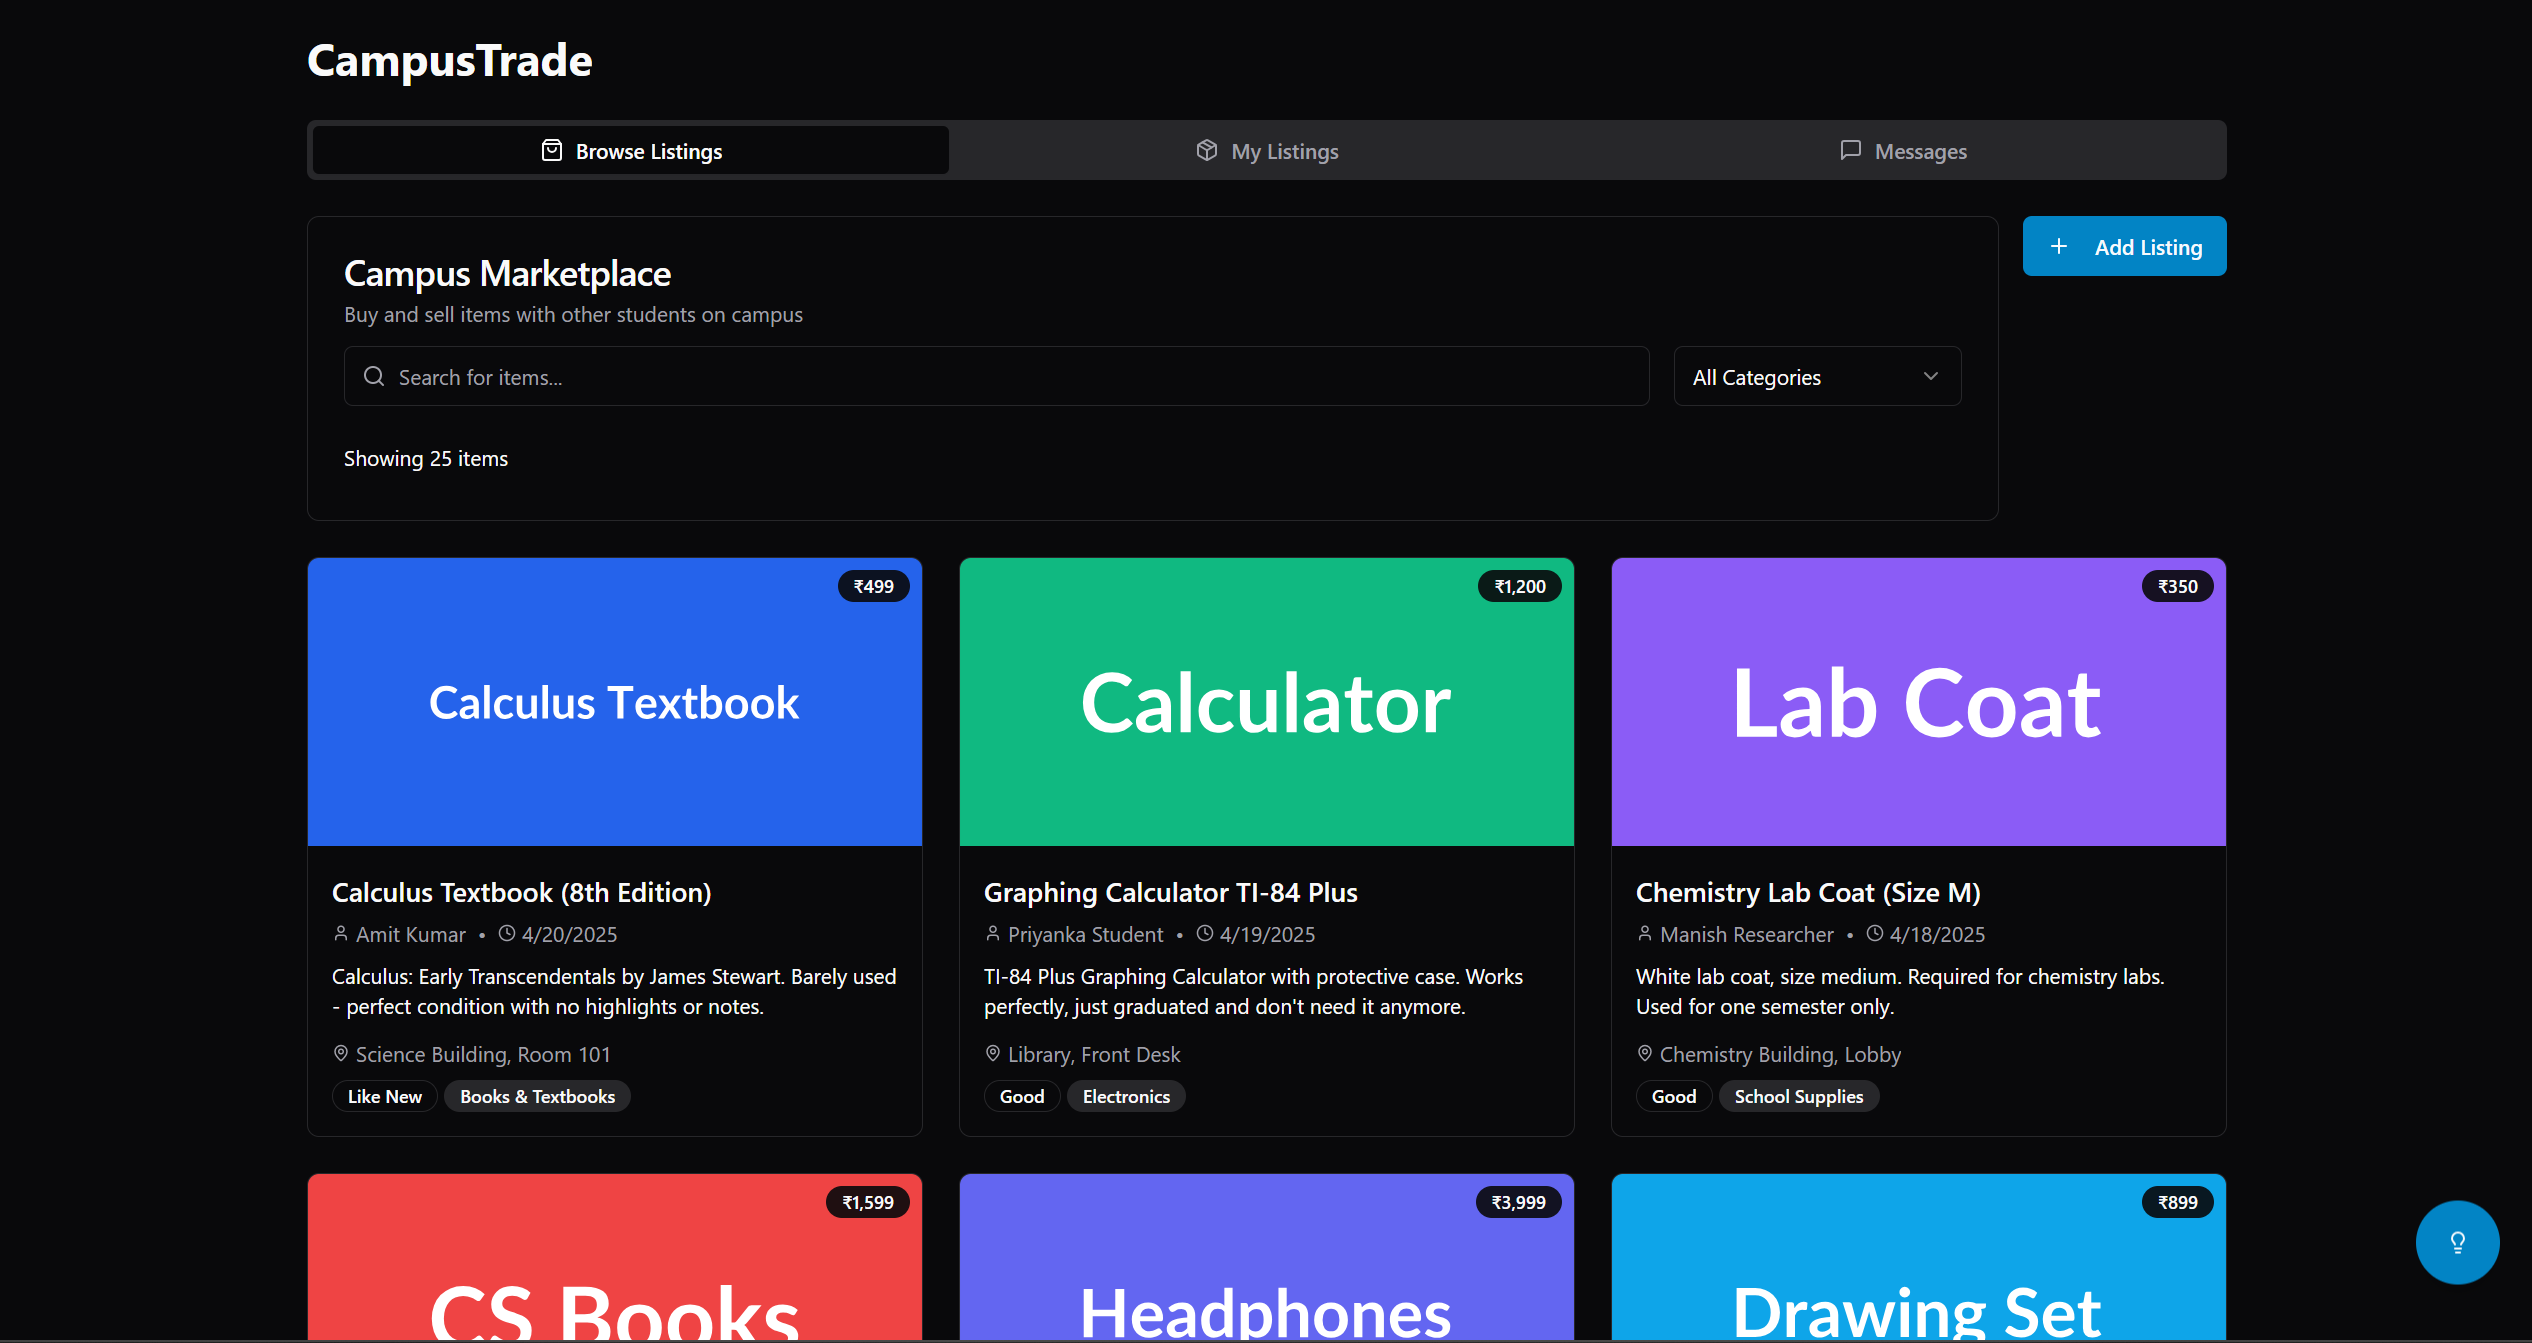 CampusTrade
Browse Listings
My Listings
Messages
Campus Marketplace
Buy and sell items with other students on campus
Search for items...
All Categories
Showing 25 items
+ Add Listing
₹499
Calculus Textbook
Calculus Textbook (8th Edition)
Amit Kumar • 4/20/2025
Calculus: Early Transcendentals by James Stewart. Barely used
- perfect condition with no highlights or notes.
Science Building, Room 101
Like New
Books & Textbooks
₹1,200
Calculator
Graphing Calculator TI-84 Plus
Priyanka Student • 4/19/2025
TI-84 Plus Graphing Calculator with protective case. Works
perfectly, just graduated and don't need it anymore.
Library, Front Desk
Good
Electronics
₹350
Lab Coat
Chemistry Lab Coat (Size M)
Manish Researcher • 4/18/2025
White lab coat, size medium. Required for chemistry labs.
Used for one semester only.
Chemistry Building, Lobby
Good
School Supplies
₹1,599
CS Books
₹3,999
Headphones
₹899
Drawing Set